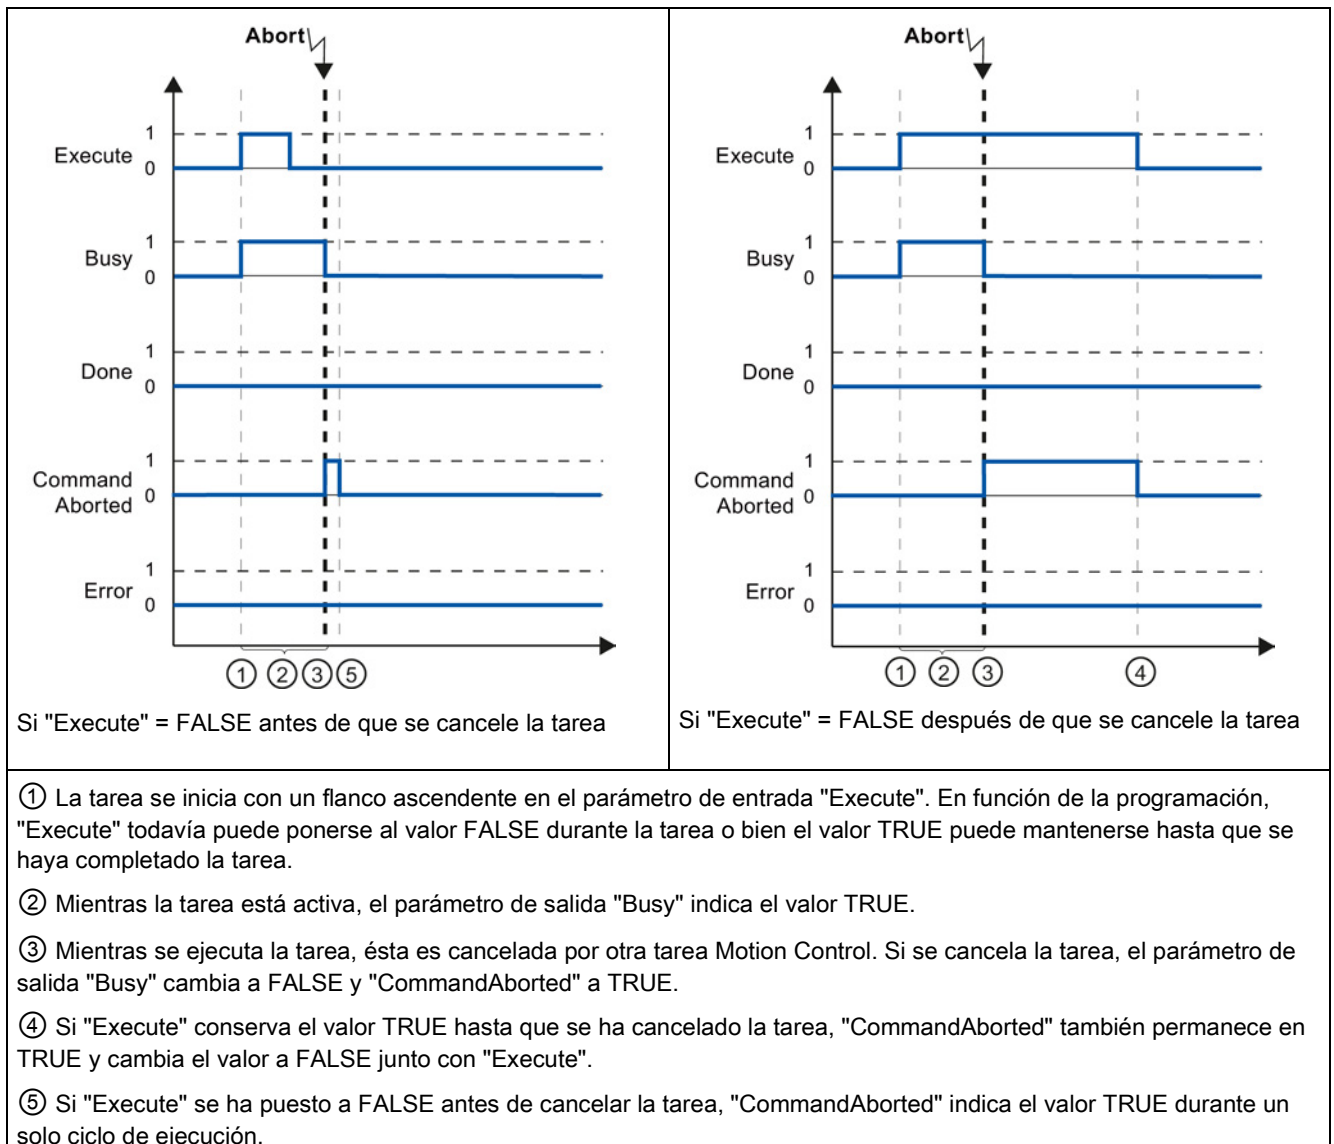 Abort
1
Execute
0
1
Busy
0
1
Done
0
1
Command
Aborted
0
1
Error
0
① ② ③ ⑤
Si "Execute" = FALSE antes de que se cancele la tarea
Abort
1
Execute
0
1
Busy
0
1
Done
0
1
Command
Aborted
0
1
Error
0
① ② ③ ④
Si "Execute" = FALSE después de que se cancele la tarea
① La tarea se inicia con un flanco ascendente en el parámetro de entrada "Execute". En función de la programación,
"Execute" todavía puede ponerse al valor FALSE durante la tarea o bien el valor TRUE puede mantenerse hasta que se
haya completado la tarea.
② Mientras la tarea está activa, el parámetro de salida "Busy" indica el valor TRUE.
③ Mientras se ejecuta la tarea, ésta es cancelada por otra tarea Motion Control. Si se cancela la tarea, el parámetro de
salida "Busy" cambia a FALSE y "CommandAborted" a TRUE.
④ Si "Execute" conserva el valor TRUE hasta que se ha cancelado la tarea, "CommandAborted" también permanece en
TRUE y cambia el valor a FALSE junto con "Execute".
⑤ Si "Execute" se ha puesto a FALSE antes de cancelar la tarea, "CommandAborted" indica el valor TRUE durante un
solo ciclo de ejecución.